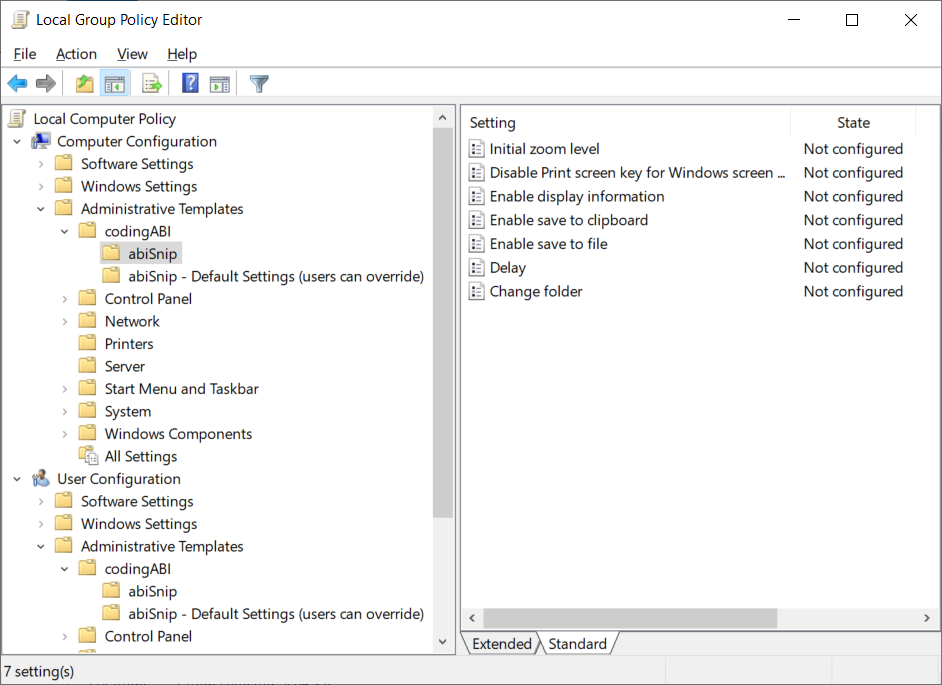 Local Group Policy Editor
File Action View Help
Local Computer Policy
Computer Configuration
Software Settings
Windows Settings
Administrative Templates
codingABI
abiSnip
abiSnip - Default Settings (users can override)
Control Panel
Network
Printers
Server
Start Menu and Taskbar
System
Windows Components
All Settings
User Configuration
Software Settings
Windows Settings
Administrative Templates
codingABI
abiSnip
abiSnip - Default Settings (users can override)
Control Panel
Setting State
Initial zoom level Not configured
Disable Print screen key for Windows screen ... Not configured
Enable display information Not configured
Enable save to clipboard Not configured
Enable save to file Not configured
Delay Not configured
Change folder Not configured
Extended Standard
7 setting(s)